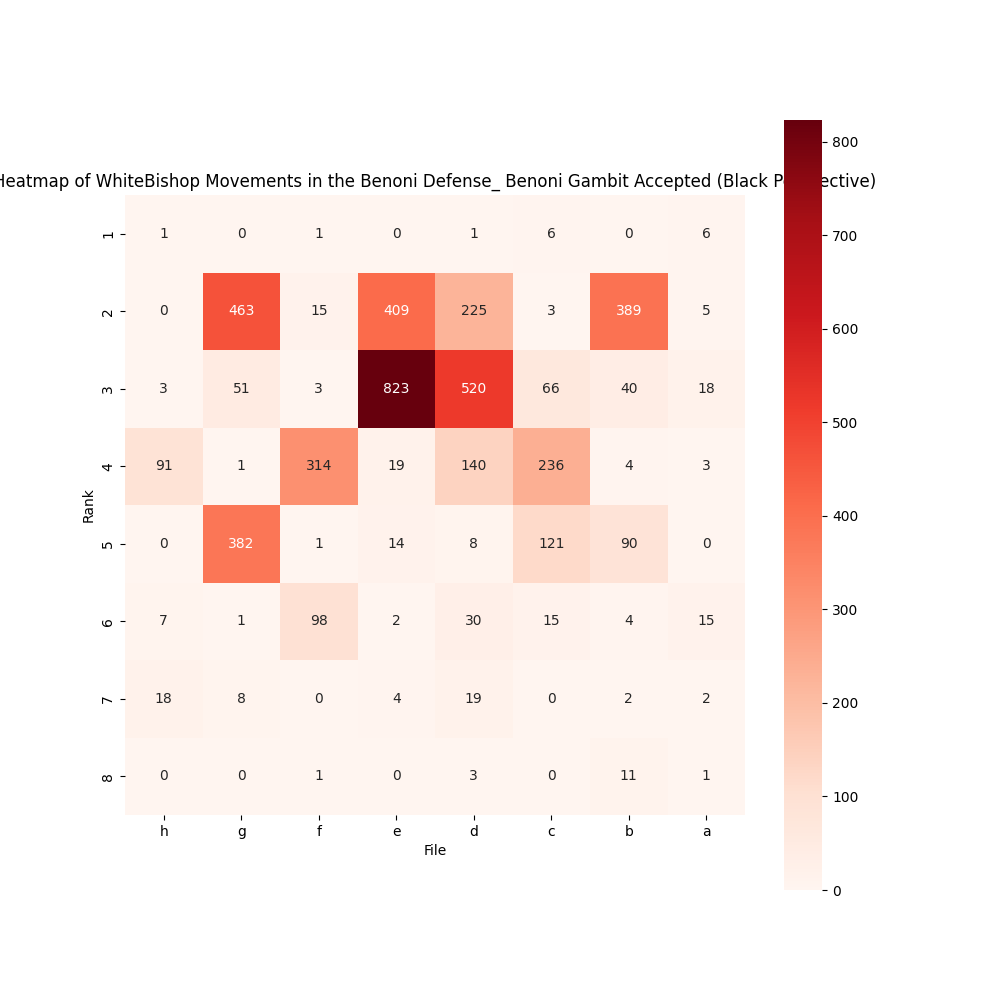 Heatmap of WhiteBishop Movements in the Benoni Defense_ Benoni Gambit Accepted (Black P ective)
800
700
600
500
400
300
200
100
0
Rank
1 1 0 1 0 1 6 0 6
2 0 463 15 409 225 3 389 5
3 3 51 3 823 520 66 40 18
4 91 1 314 19 140 236 4 3
5 0 382 1 14 8 121 90 0
6 7 1 98 2 30 15 4 15
7 18 8 0 4 19 0 2 2
8 0 0 1 0 3 0 11 1
h g f e d c b a
File